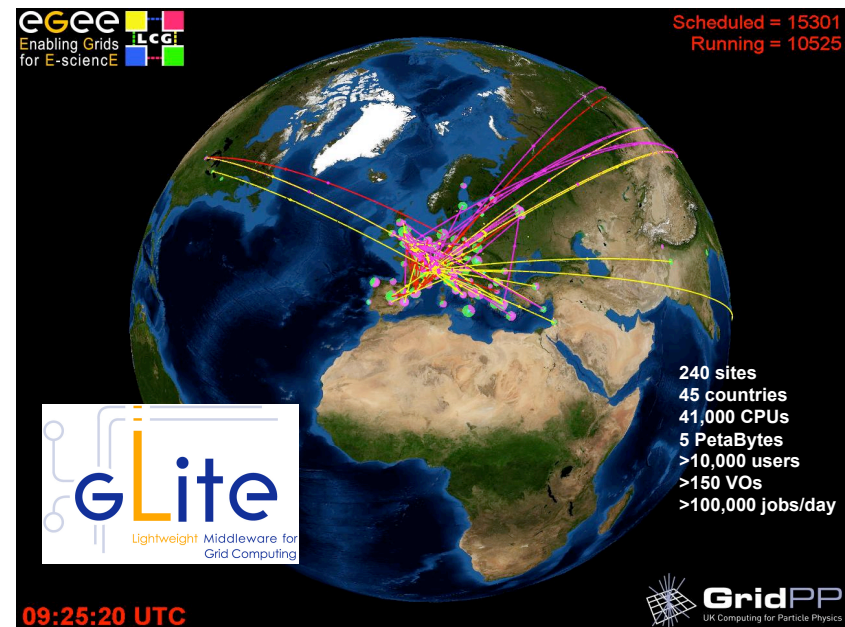 eGee
Enabling Grids
for E-sciencE
LCG
Scheduled = 15301
Running = 10525
240 sites
45 countries
41,000 CPUs
5 PetaBytes
>10,000 users
>150 VOs
>100,000 jobs/day
gLite
Lightweight Middleware for
Grid Computing
09:25:20 UTC
GridPP
UK Computing for Particle Physics